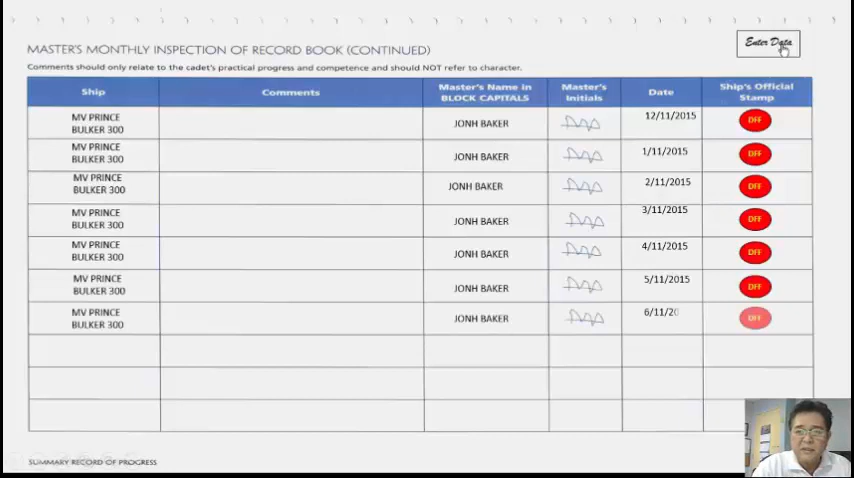 Enter Data
MASTER'S MONTHLY INSPECTION OF RECORD BOOK (CONTINUED)
Comments should only relate to the cadet's practical progress and competence and should NOT refer to character.
Ship Comments Master's Name in BLOCK CAPITALS Master's Initials Date Ship's Official Stamp
MV PRINCE BULKER 300 JONH BAKER 12/11/2015 DFF
MV PRINCE BULKER 300 JONH BAKER 1/11/2015 DFF
MV PRINCE BULKER 300 JONH BAKER 2/11/2015 DFF
MV PRINCE BULKER 300 JONH BAKER 3/11/2015 DFF
MV PRINCE BULKER 300 JONH BAKER 4/11/2015 DFF
MV PRINCE BULKER 300 JONH BAKER 5/11/2015 DFF
MV PRINCE BULKER 300 JONH BAKER 6/11/20 DFF
SUMMARY RECORD OF PROGRESS